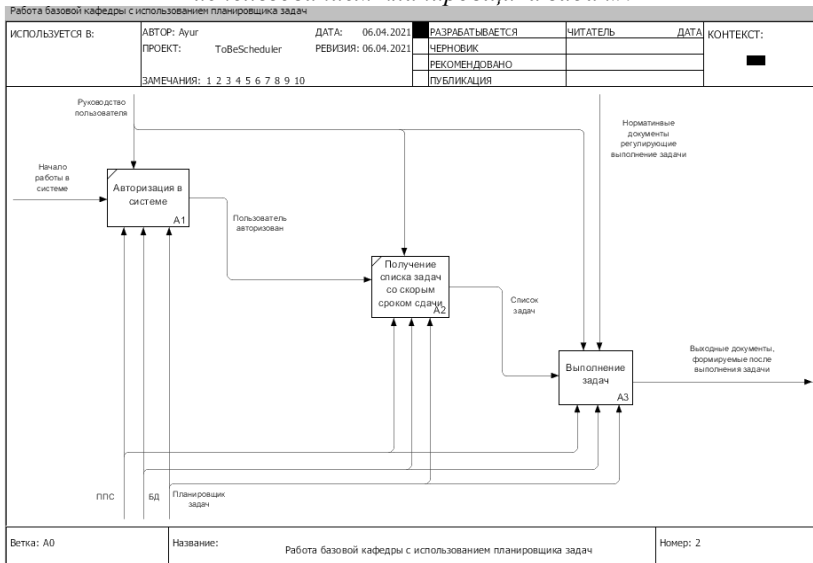 Работа базовой кафедры с использованием планировщика задач
ИСПОЛЬЗУЕТСЯ В:
АВТОР: Ayur
ДАТА: 06.04.2021
РАЗРАБАТЫВАЕТСЯ
ЧИТАТЕЛЬ
ДАТА
КОНТЕКСТ:
ПРОЕКТ: ToBeScheduler
РЕВИЗИЯ: 06.04.2021
ЧЕРНОВИК
РЕКОМЕНДОВАНО
ЗАМЕЧАНИЯ: 1 2 3 4 5 6 7 8 9 10
ПУБЛИКАЦИЯ
Руководство
пользователя
Нормативные
документы
регулирующие
выполнение задачи
Начало
работы в
системе
Авторизация в
системе
A1
Пользователь
авторизован
Получение
списка задач
со скорым
сроком сдачи
A2
Список
задач
Выполнение
задач
A3
Выходные документы,
формируемые после
выполнения задачи
ППС
БД
Планировщик
задач
Ветка: A0
Название:
Работа базовой кафедры с использованием планировщика задач
Номер: 2